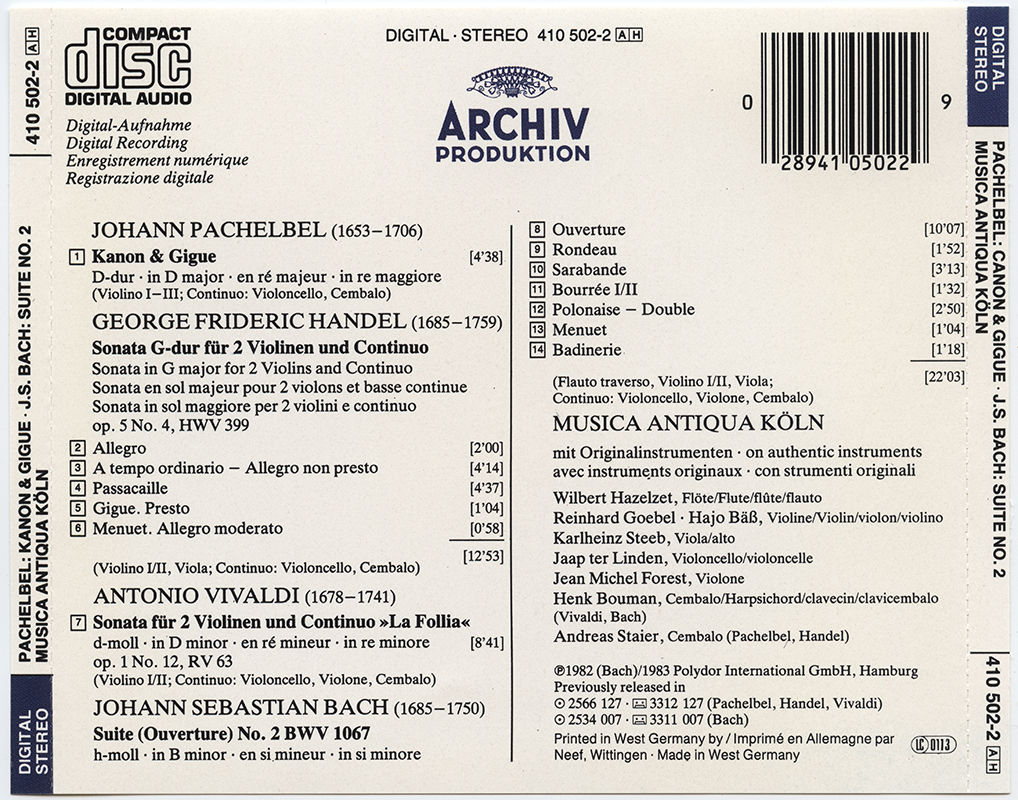 COMPACT
disc
DIGITAL AUDIO
DIGITAL · STEREO 410 502-2 AH
ARCHIV
PRODUKTION
0 28941 05022 9
Digital-Aufnahme
Digital Recording
Enregistrement numérique
Registrazione digitale
JOHANN PACHELBEL (1653–1706)
1 Kanon & Gigue [4'38]
D-dur · in D major · en ré majeur · in re maggiore
(Violino I–III; Continuo: Violoncello, Cembalo)
GEORGE FRIDERIC HANDEL (1685–1759)
Sonata G-dur für 2 Violinen und Continuo
Sonata in G major for 2 Violins and Continuo
Sonata en sol majeur pour 2 violons et basse continue
Sonata in sol maggiore per 2 violini e continuo
op. 5 No. 4, HWV 399
2 Allegro [2'00]
3 A tempo ordinario – Allegro non presto [4'14]
4 Passacaille [4'37]
5 Gigue. Presto [1'04]
6 Menuet. Allegro moderato [0'58]
[12'53]
(Violino I/II, Viola; Continuo: Violoncello, Cembalo)
ANTONIO VIVALDI (1678–1741)
7 Sonata für 2 Violinen und Continuo »La Follia«
d-moll · in D minor · en ré mineur · in re minore [8'41]
op. 1 No. 12, RV 63
(Violino I/II; Continuo: Violoncello, Violone, Cembalo)
JOHANN SEBASTIAN BACH (1685–1750)
Suite (Ouverture) No. 2 BWV 1067
h-moll · in B minor · en si mineur · in si minore
8 Ouverture [10'07]
9 Rondeau [1'52]
10 Sarabande [3'13]
11 Bourrée I/II [1'32]
12 Polonaise – Double [2'50]
13 Menuet [1'04]
14 Badinerie [1'18]
[22'03]
(Flauto traverso, Violino I/II, Viola;
Continuo: Violoncello, Violone, Cembalo)
MUSICA ANTIQUA KÖLN
mit Originalinstrumenten · on authentic instruments
avec instruments originaux · con strumenti originali
Wilbert Hazelzet, Flöte/Flute/flûte/flauto
Reinhard Goebel · Hajo Bäß, Violine/Violin/violon/violino
Karlheinz Steeb, Viola/alto
Jaap ter Linden, Violoncello/violoncelle
Jean Michel Forest, Violone
Henk Bouman, Cembalo/Harpsichord/clavecin/clavicembalo
(Vivaldi, Bach)
Andreas Staier, Cembalo (Pachelbel, Handel)
℗1982 (Bach)/1983 Polydor International GmbH, Hamburg
Previously released in
2566 127 · 3312 127 (Pachelbel, Handel, Vivaldi)
2534 007 · 3311 007 (Bach)
Printed in West Germany by / Imprimé en Allemagne par
Neef, Wittingen · Made in West Germany
LC 0113
410 502-2 AH
PACHELBEL: KANON & GIGUE · J.S. BACH: SUITE NO. 2
MUSICA ANTIQUA KÖLN
DIGITAL
STEREO
DIGITAL
STEREO
PACHELBEL: CANON & GIGUE · J.S. BACH: SUITE NO. 2
MUSICA ANTIQUA KÖLN
410 502-2 AH